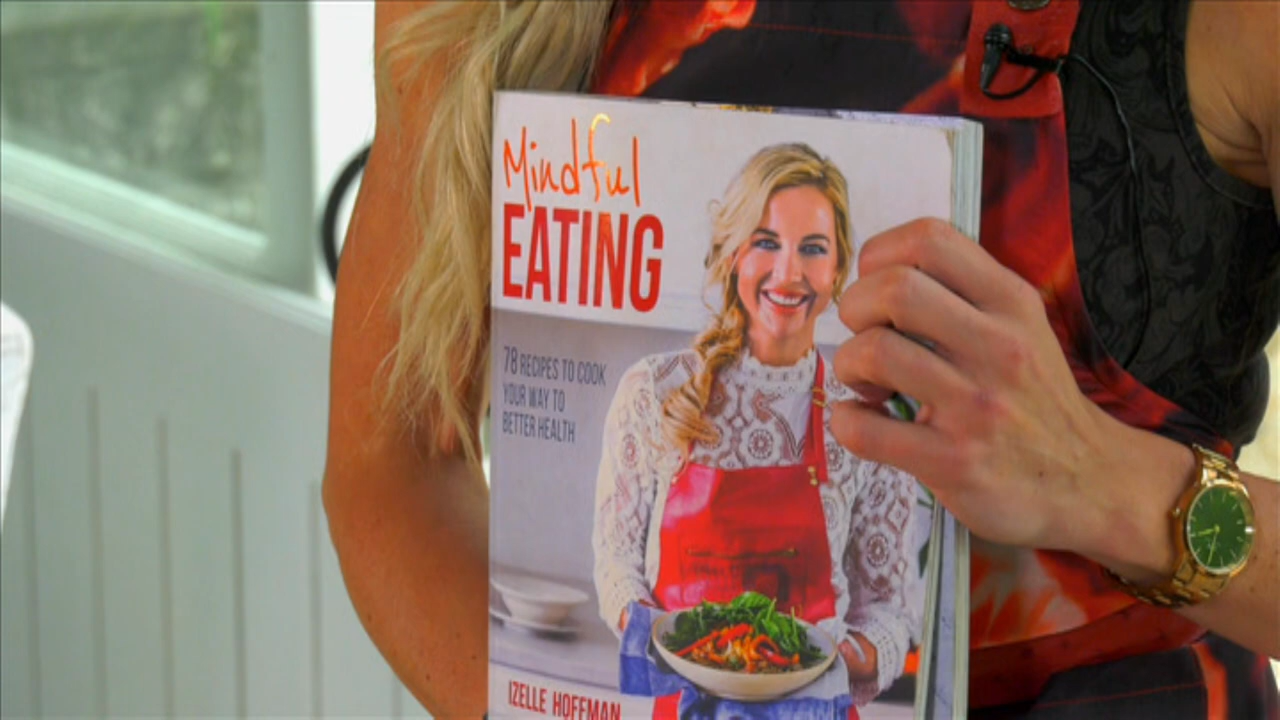 Mindful
EATING
78 RECIPES TO COOK
YOUR WAY TO
BETTER HEALTH
IZELLE HOFFMAN